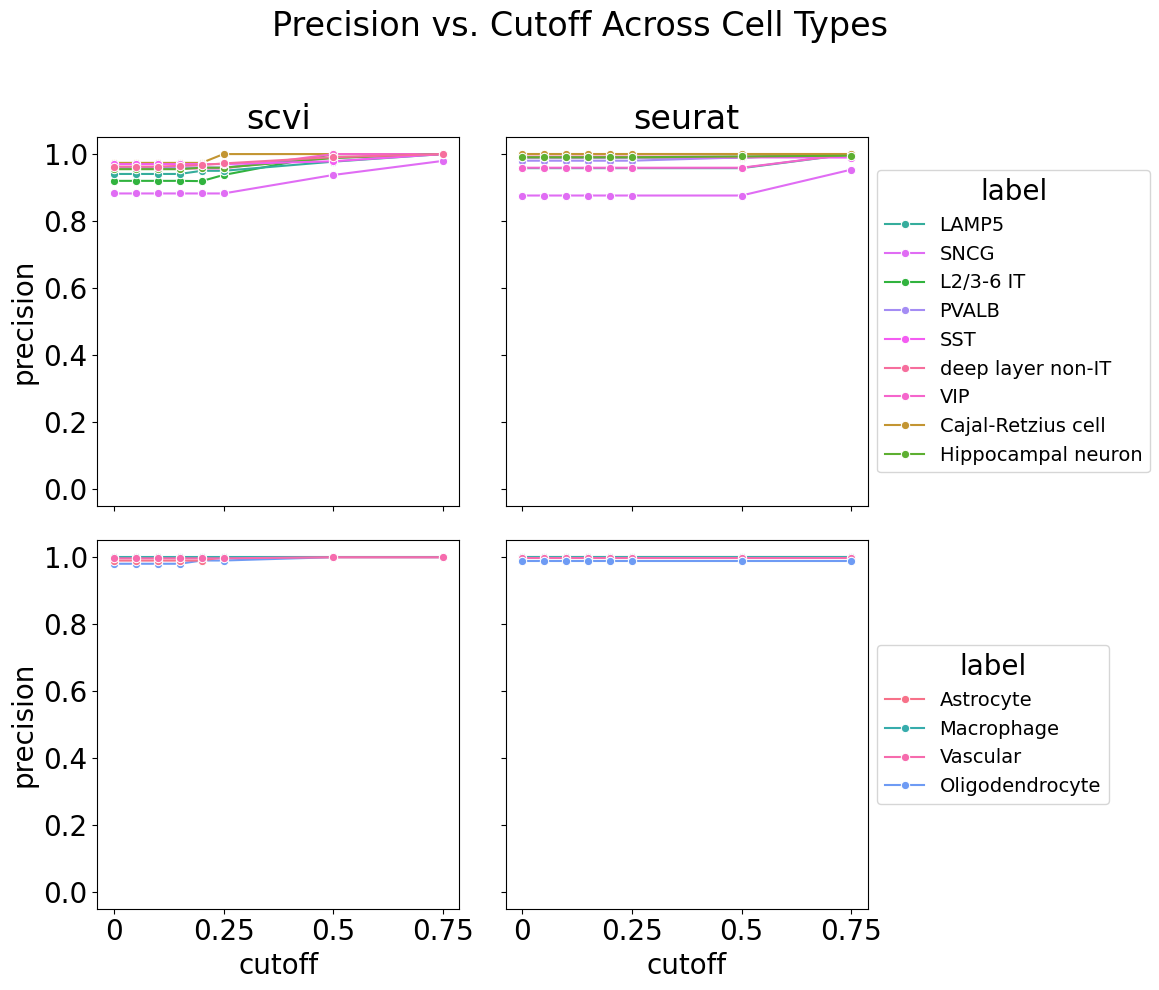 Precision vs. Cutoff Across Cell Types
scvi
seurat
1.0
0.8
0.6
0.4
0.2
0.0
precision
label
LAMP5
SNCG
L2/3-6 IT
PVALB
SST
deep layer non-IT
VIP
Cajal-Retzius cell
Hippocampal neuron
1.0
0.8
0.6
0.4
0.2
0.0
precision
0
0.25
0.5
0.75
cutoff
0
0.25
0.5
0.75
cutoff
label
Astrocyte
Macrophage
Vascular
Oligodendrocyte